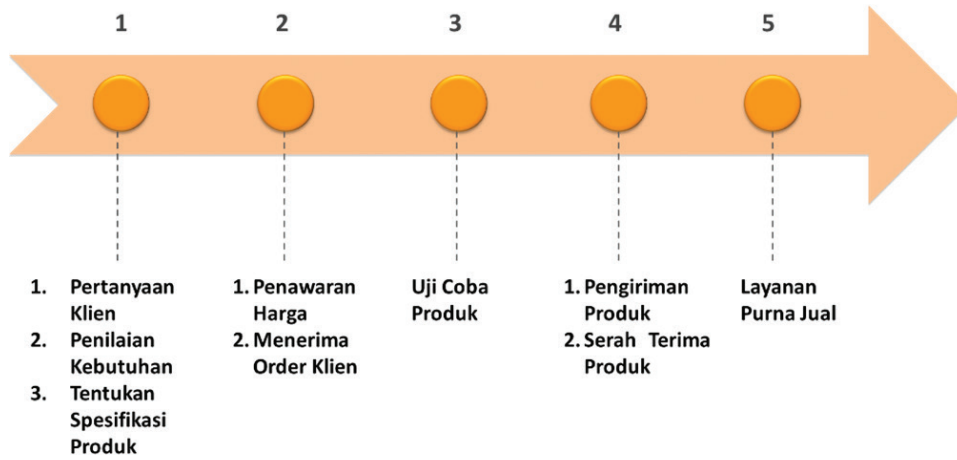 1
2
3
4
5
1. Pertanyaan
Klien
2. Penilaian
Kebutuhan
3. Tentukan
Spesifikasi
Produk
1. Penawaran
Harga
2. Menerima
Order Klien
Uji Coba
Produk
1. Pengiriman
Produk
2. Serah Terima
Produk
Layanan
Purna Jual